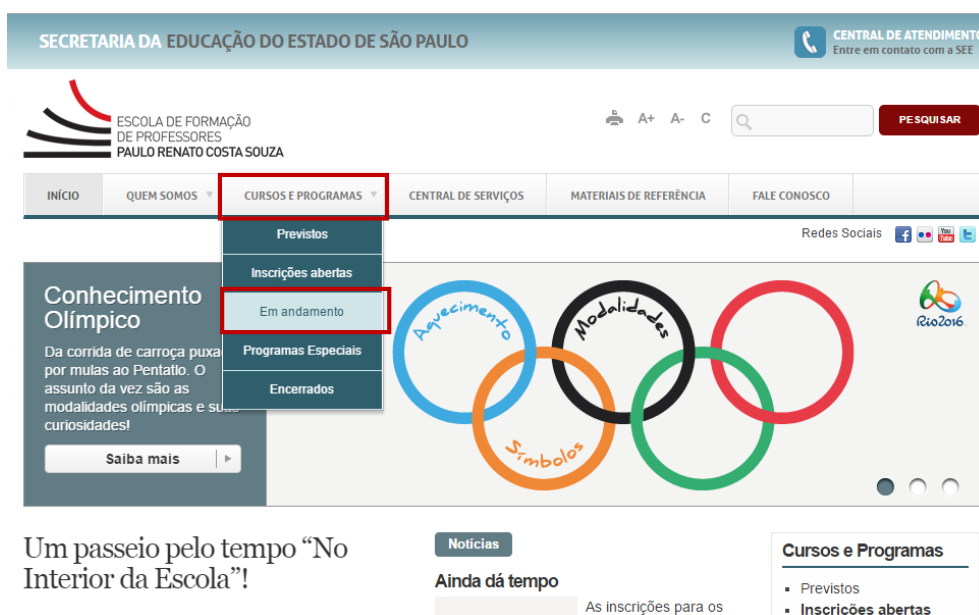 SECRETARIA DA EDUCAÇÃO DO ESTADO DE SÃO PAULO
CENTRAL DE ATENDIMENTO
Entre em contato com a SEE
ESCOLA DE FORMAÇÃO
DE PROFESSORES
PAULO RENATO COSTA SOUZA
A+ A- C
PESQUISAR
INÍCIO QUEM SOMOS CURSOS E PROGRAMAS CENTRAL DE SERVIÇOS MATERIAIS DE REFERÊNCIA FALE CONOSCO
Redes Sociais
You
Tube
Previstos
Inscrições abertas
Em andamento
Programas Especiais
Encerrados
Conhecimento
Olímpico
Da corrida de carroça puxa
por mulas ao Pentatlo. O
assunto da vez são as
modalidades olímpicas e suas
curiosidades!
Saiba mais
Aquecimento
Modalidades
Símbolos
Rio2016
Um passeio pelo tempo “No
Interior da Escola”!
Notícias
Ainda dá tempo
As inscrições para os
Cursos e Programas
Previstos
Inscrições abertas